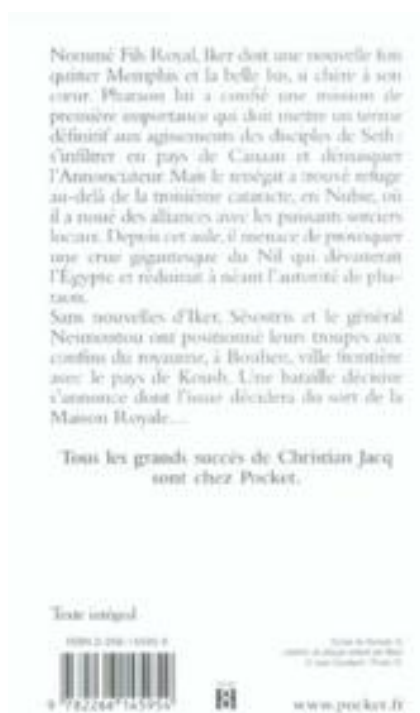 Nommé Fils Royal, Iker doit une nouvelle fois
quitter Memphis et la belle Isis, si chère à son
cœur. Pharaon lui a confié une mission de
première importance qui doit mettre un terme
définitif aux agissements des disciples de Seth :
s'infiltrer en pays de Canaan et démasquer
l'Annonciateur. Mais le renégat a trouvé refuge
au-delà de la troisième cataracte, en Nubie, où
il a noué des alliances avec les puissants sorciers
locaux. Depuis cet asile, il menace de provoquer
une crue gigantesque du Nil qui dévasterait
l'Égypte et réduirait à néant l'autorité de pha-
raon.
Sans nouvelles d'Iker, Sésostris et le général
Nesmontou ont positionné leurs troupes aux
confins du royaume, à Bouhen, ville frontière
avec le pays de Koush. Une bataille décisive
s'annonce dont l'issue décidera du sort de la
Maison Royale…
Tous les grands succès de Christian Jacq
sont chez Pocket.
Texte intégral
9 782266 145954
www.pocket.fr